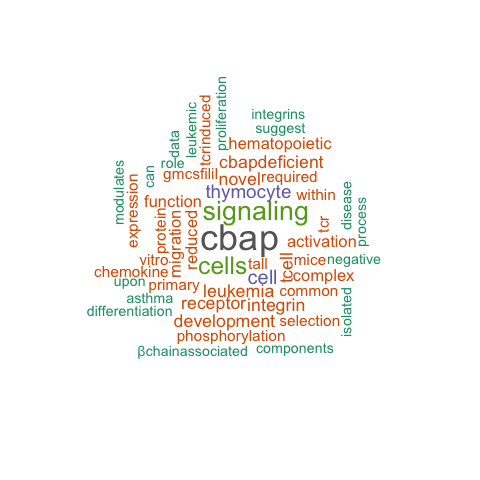 integrins
suggest
proliferation
tcrinduced
leukemic
data
hematopoietic
role
cbapdeficient
can
gmcsfilil
novel
required
modulates
expression
function
thymocyte
within
disease
process
signaling
tcr
protein
migration
reduced
cbap
activation
vitro
cells
tall
tcell
mice
negative
chemokine
cell
complex
upon
primary
leukemia
common
isolated
asthma
receptor
integrin
differentiation
development
selection
phosphorylation
βchainassociated
components